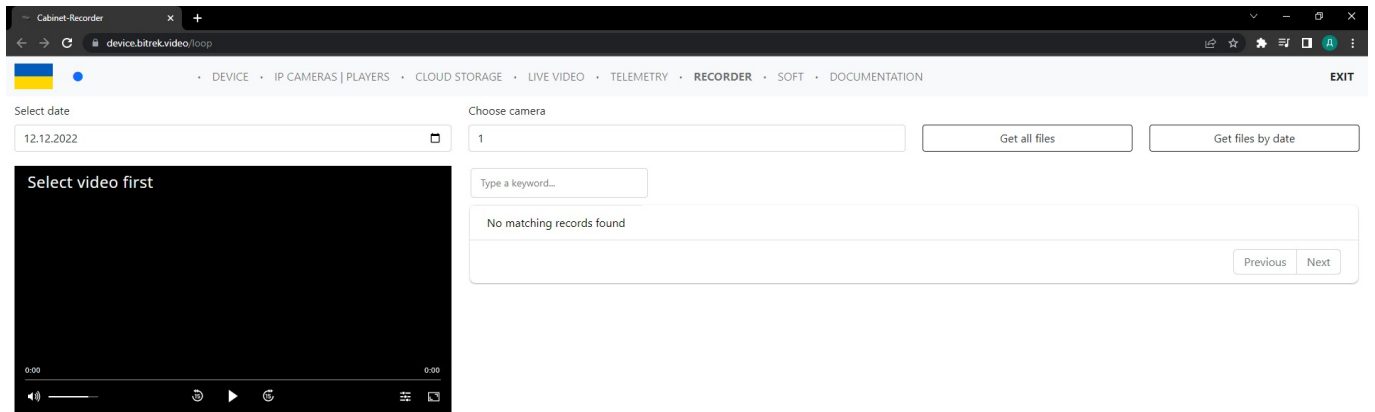 Cabinet-Recorder
device.bitrek.video/loop
Д
• DEVICE • IP CAMERAS | PLAYERS • CLOUD STORAGE • LIVE VIDEO • TELEMETRY • RECORDER • SOFT • DOCUMENTATION EXIT
Select date Choose camera
12.12.2022 1 Get all files Get files by date
Select video first
Type a keyword...
No matching records found
Previous Next
0:00 0:00
15 15